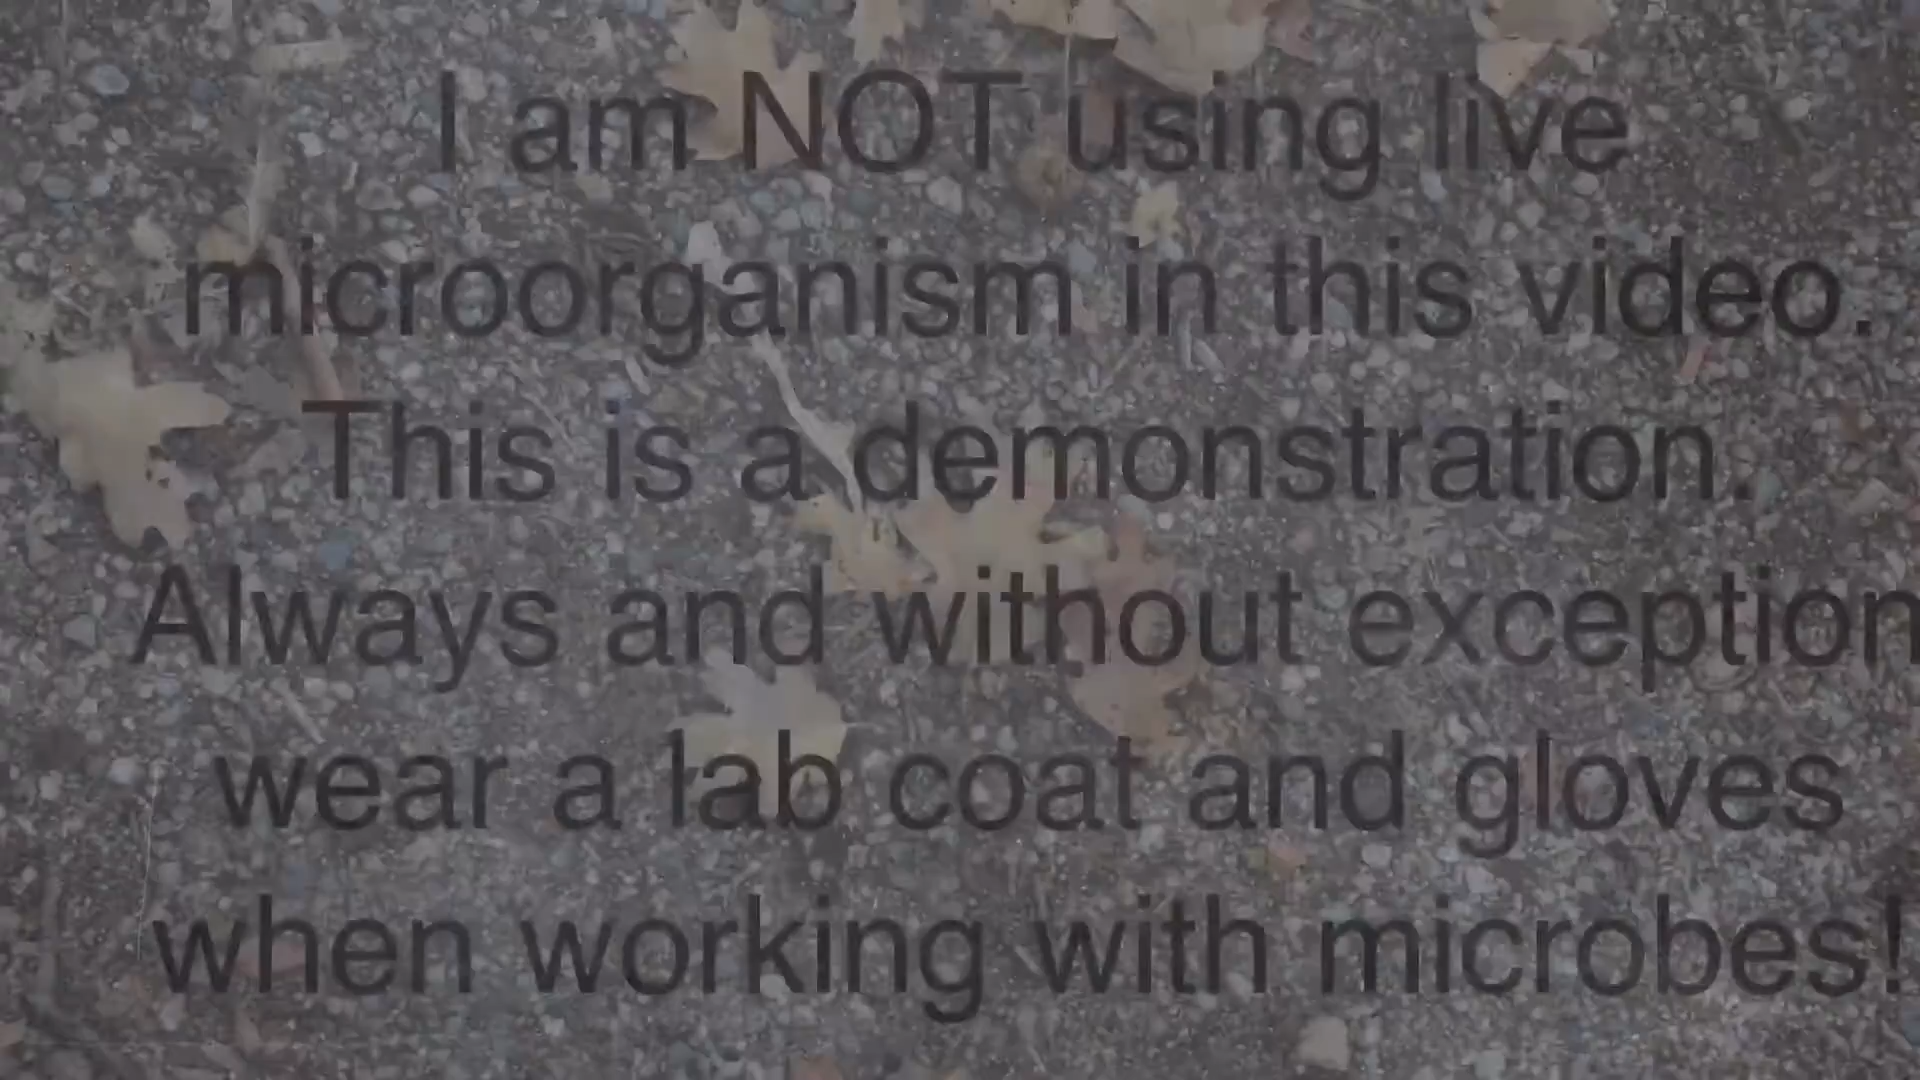 I am NOT using live
microorganism in this video.
This is a demonstration.
Always and without exception
wear a lab coat and gloves
when working with microbes!